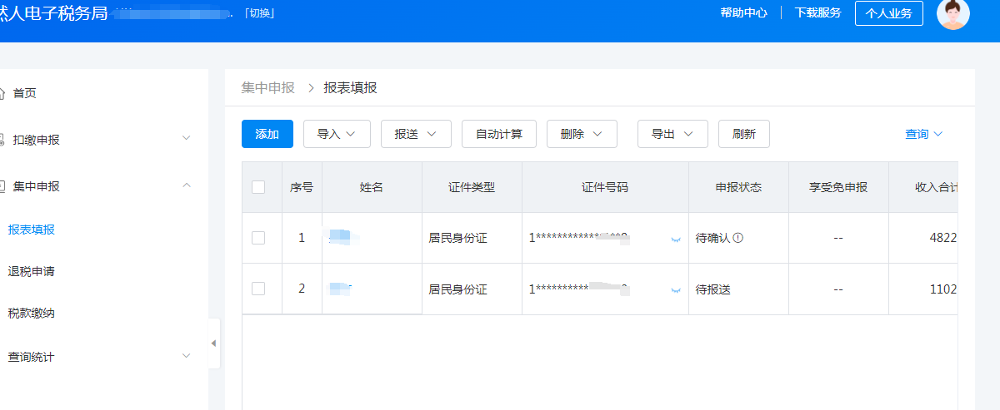 然人电子税务局 「切换」 帮助中心 下载服务 个人业务
首页
扣缴申报
集中申报
报表填报
退税申请
税款缴纳
查询统计
集中申报 > 报表填报
添加 导入 报送 自动计算 删除 导出 刷新 查询
序号 姓名 证件类型 证件号码 申报状态 享受免申报 收入合计
1 居民身份证 1************** 待确认 -- 4822
2 居民身份证 1******** 待报送 -- 1102